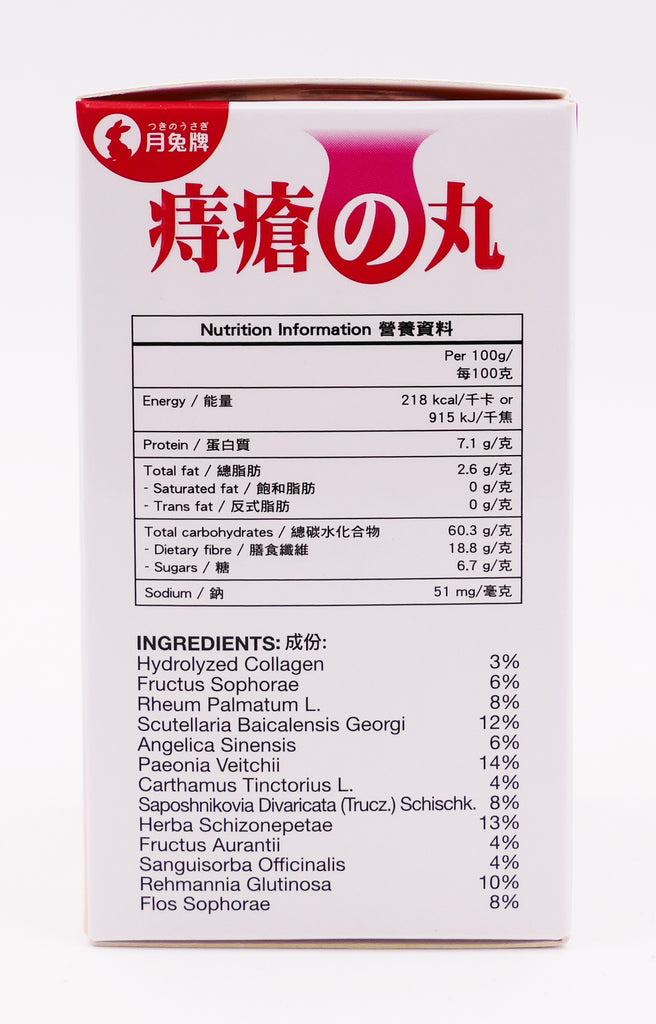 つきのうさぎ
月兔牌
痔瘡の丸
Nutrition Information 營養資料
Per 100g/
每100克
Energy / 能量 218 kcal/千卡 or
915 kJ/千焦
Protein / 蛋白質 7.1 g/克
Total fat / 總脂肪 2.6 g/克
- Saturated fat / 飽和脂肪 0 g/克
- Trans fat / 反式脂肪 0 g/克
Total carbohydrates / 總碳水化合物 60.3 g/克
- Dietary fibre / 膳食纖維 18.8 g/克
- Sugars / 糖 6.7 g/克
Sodium / 鈉 51 mg/毫克
INGREDIENTS: 成份:
Hydrolyzed Collagen 3%
Fructus Sophorae 6%
Rheum Palmatum L. 8%
Scutellaria Baicalensis Georgi 12%
Angelica Sinensis 6%
Paeonia Veitchii 14%
Carthamus Tinctorius L. 4%
Saposhnikovia Divaricata (Trucz.) Schischk. 8%
Herba Schizonepetae 13%
Fructus Aurantii 4%
Sanguisorba Officinalis 4%
Rehmannia Glutinosa 10%
Flos Sophorae 8%